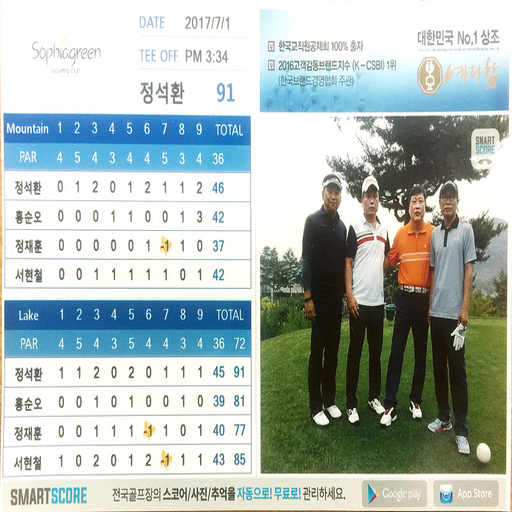 Sophiagreen
Country Club
DATE 2017/7/1
TEE OFF PM 3:34
정석환 91
한국교직원공제회 100% 출자
2016고객감동브랜드지수 (K-CSBI) 1위
(한국브랜드경영협회 주관)
대한민국 No.1 상조
예다함
SMART SCORE
Mountain 1 2 3 4 5 6 7 8 9 TOTAL
PAR 4 5 4 3 4 4 5 3 4 36
정석환 0 1 2 0 1 2 1 1 2 46
홍순오 0 0 0 1 1 0 0 1 3 42
정재훈 0 0 0 0 0 1 -1 1 0 37
서현철 0 0 1 1 1 1 1 0 1 42
Lake 1 2 3 4 5 6 7 8 9 TOTAL
PAR 4 5 4 3 5 4 4 3 4 36 72
정석환 1 1 2 0 2 0 1 1 1 45 91
홍순오 0 0 1 0 1 0 0 1 0 39 81
정재훈 0 0 1 1 1 -1 1 1 0 40 77
서현철 1 0 2 0 1 2 -1 1 1 43 85
SMARTSCORE 전국골프장의 스코어/사진/추억을 자동으로! 무료로! 관리하세요. Google play App Store